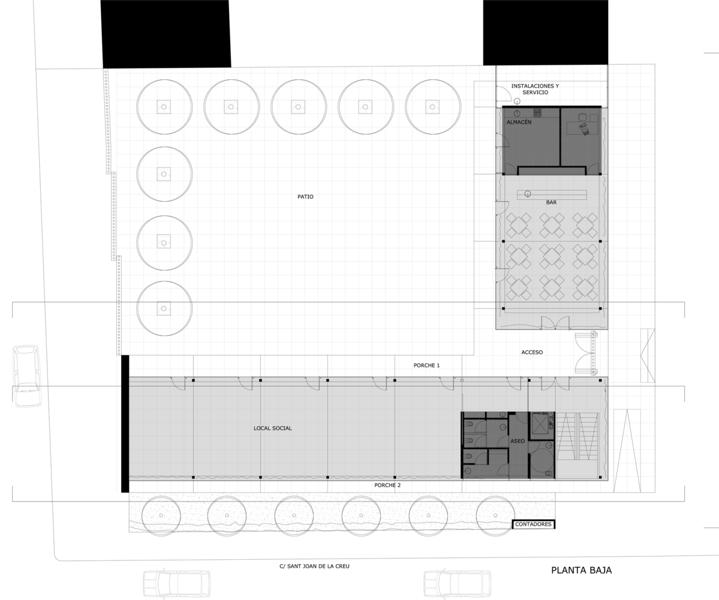 INSTALACIONES Y
SERVICIO
ALMACÉN
PATIO
BAR
ACCESO
PORCHE 1
LOCAL SOCIAL
ASEO
PORCHE 2
CONTADORES
C/ SANT JOAN DE LA CREU
PLANTA BAJA